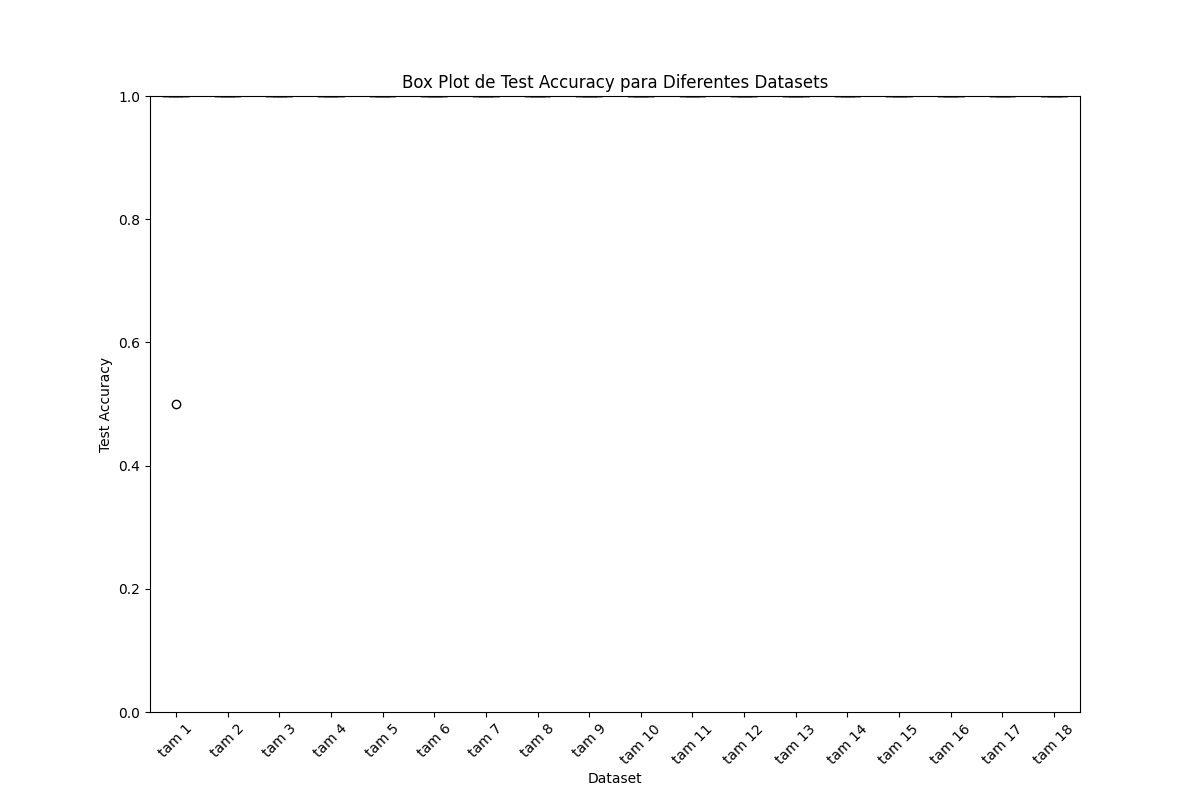 Box Plot de Test Accuracy para Diferentes Datasets
1.0
0.8
0.6
0.4
0.2
0.0
Test Accuracy
tam 1
tam 2
tam 3
tam 4
tam 5
tam 6
tam 7
tam 8
tam 9
tam 10
tam 11
tam 12
tam 13
tam 14
tam 15
tam 16
tam 17
tam 18
Dataset